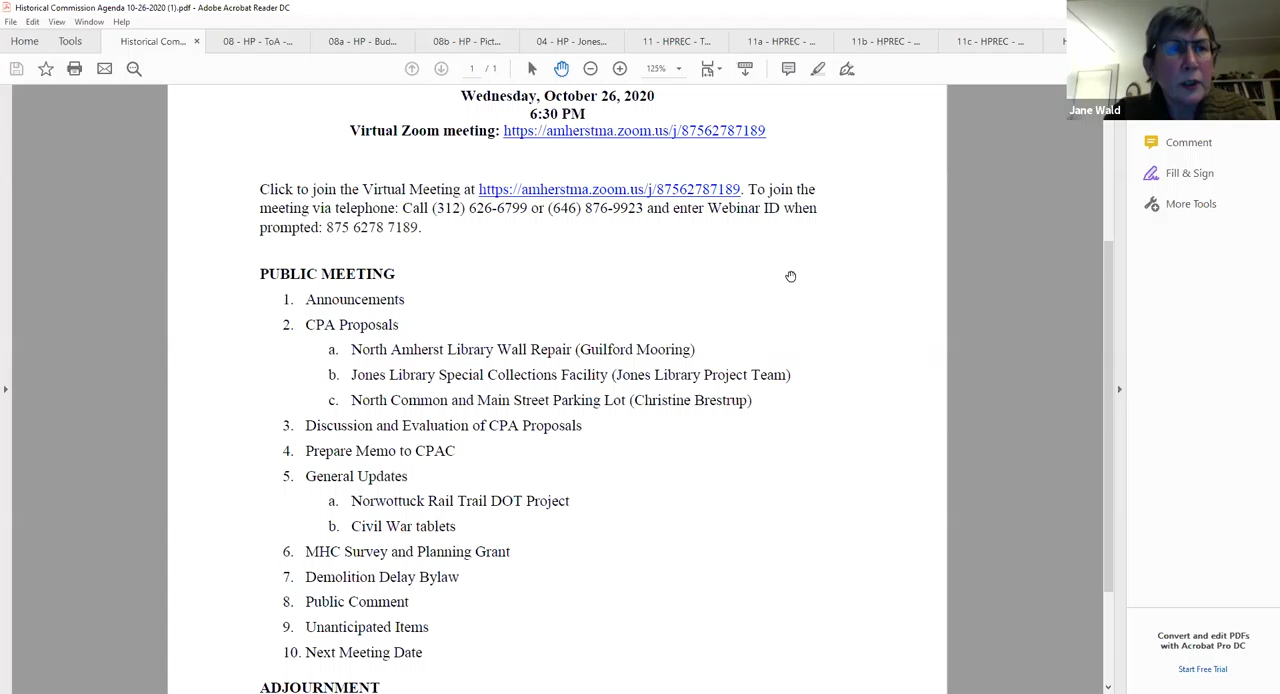 Historical Commission Agenda 10-26-2020 (1).pdf - Adobe Acrobat Reader DC
File Edit View Window Help
Home Tools Historical Com... × 08 - HP - ToA -... 08a - HP - Bud... 08b - HP - Pict... 04 - HP - Jones... 11 - HPREC - T... 11a - HPREC - ... 11b - HPREC - ... 11c - HPREC - ...
1 / 1 125%
Wednesday, October 26, 2020
6:30 PM
Virtual Zoom meeting: https://amherstma.zoom.us/j/87562787189
Click to join the Virtual Meeting at https://amherstma.zoom.us/j/87562787189. To join the
meeting via telephone: Call (312) 626-6799 or (646) 876-9923 and enter Webinar ID when
prompted: 875 6278 7189.
PUBLIC MEETING
1. Announcements
2. CPA Proposals
a. North Amherst Library Wall Repair (Guilford Mooring)
b. Jones Library Special Collections Facility (Jones Library Project Team)
c. North Common and Main Street Parking Lot (Christine Brestrup)
3. Discussion and Evaluation of CPA Proposals
4. Prepare Memo to CPAC
5. General Updates
a. Norwottuck Rail Trail DOT Project
b. Civil War tablets
6. MHC Survey and Planning Grant
7. Demolition Delay Bylaw
8. Public Comment
9. Unanticipated Items
10. Next Meeting Date
ADJOURNMENT
Jane Wald
Comment
Fill & Sign
More Tools
Convert and edit PDFs
with Acrobat Pro DC
Start Free Trial